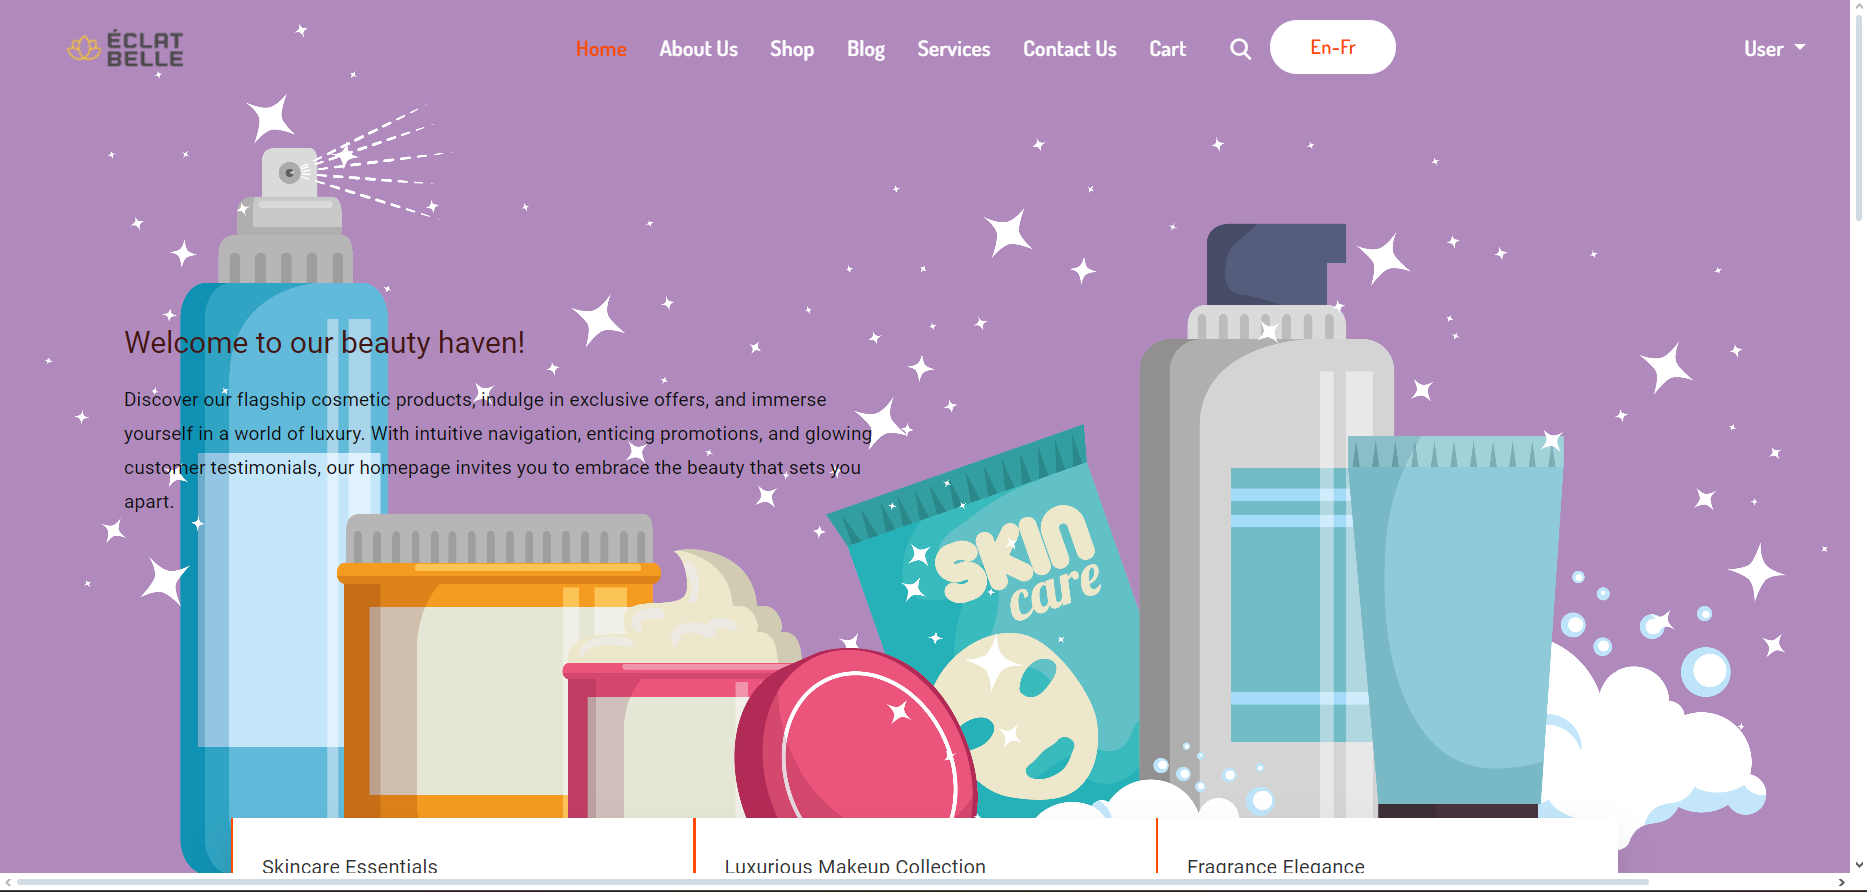 ÉCLAT
BELLE
Home About Us Shop Blog Services Contact Us Cart En-Fr User
Welcome to our beauty haven!
Discover our flagship cosmetic products, indulge in exclusive offers, and immerse
yourself in a world of luxury. With intuitive navigation, enticing promotions, and glowing
customer testimonials, our homepage invites you to embrace the beauty that sets you
apart.
skin
care
Skincare Essentials Luxurious Makeup Collection Fragrance Elegance